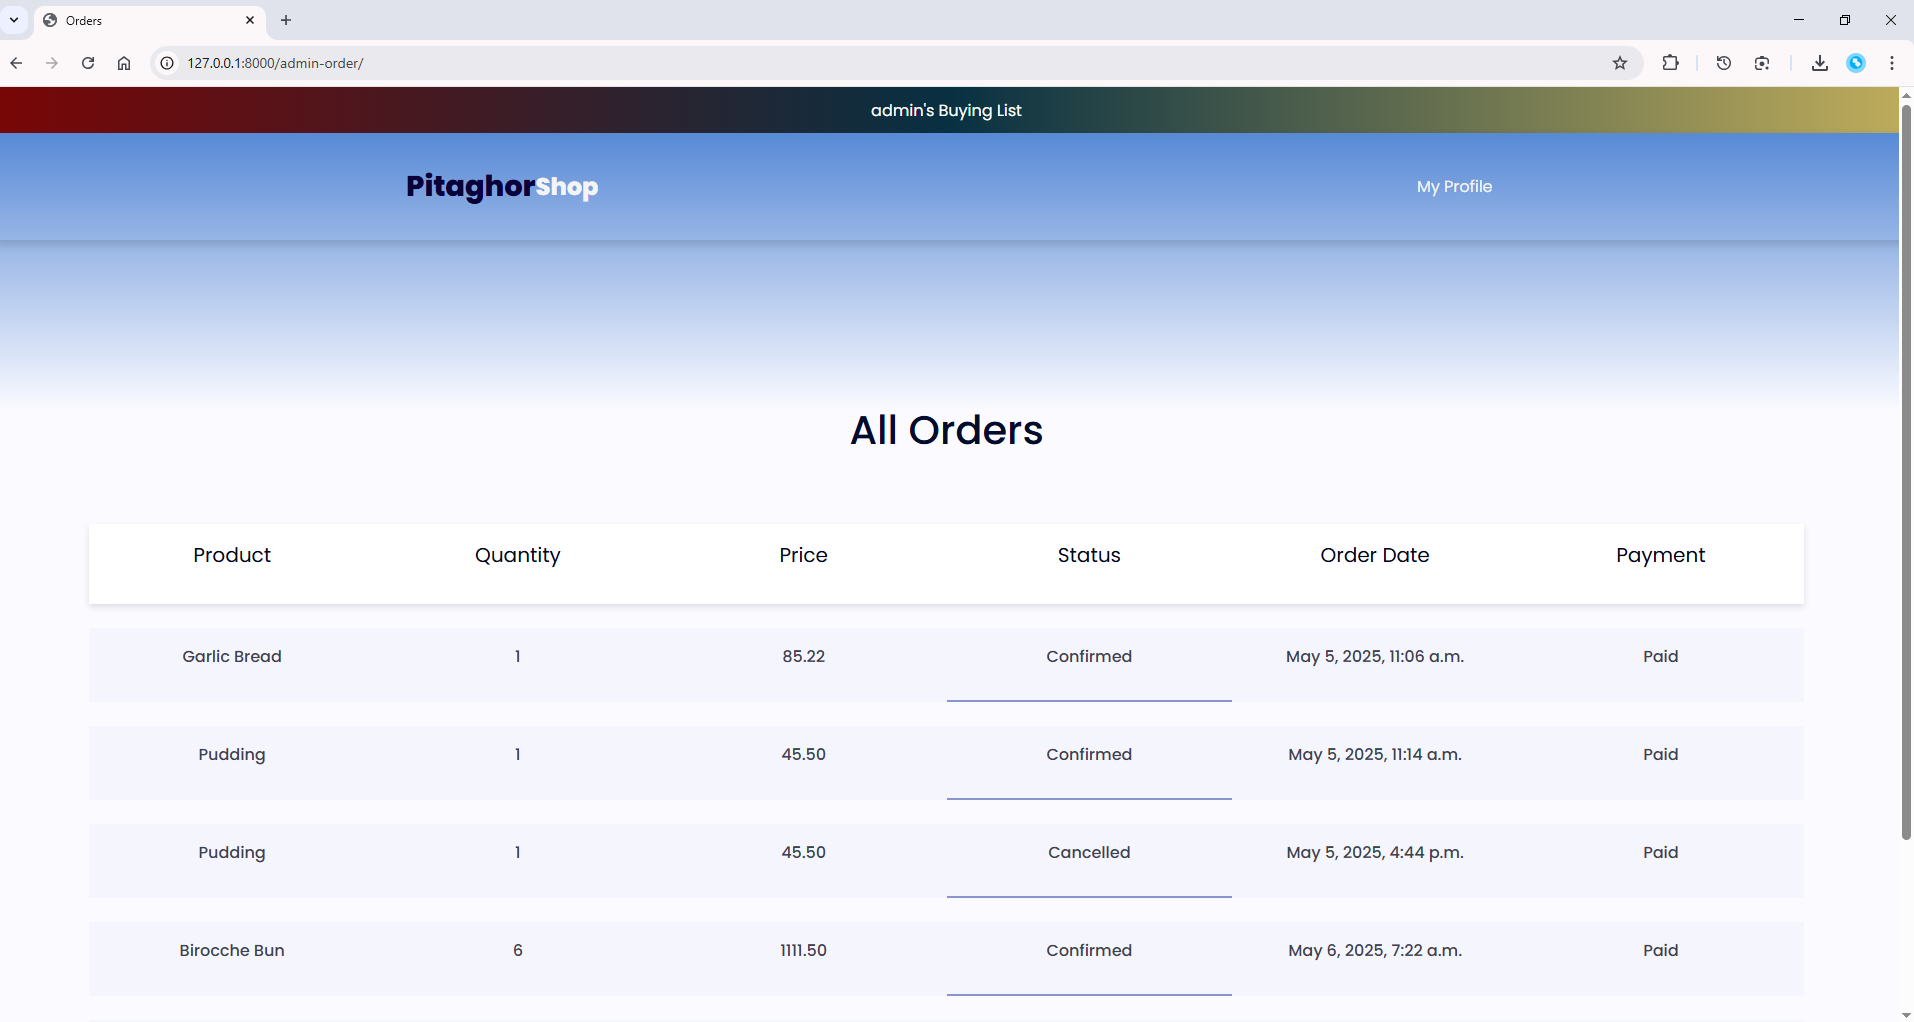 Orders
127.0.0.1:8000/admin-order/
admin's Buying List
PitaghorShop
My Profile
All Orders
Product Quantity Price Status Order Date Payment
Garlic Bread 1 85.22 Confirmed May 5, 2025, 11:06 a.m. Paid
Pudding 1 45.50 Confirmed May 5, 2025, 11:14 a.m. Paid
Pudding 1 45.50 Cancelled May 5, 2025, 4:44 p.m. Paid
Birocche Bun 6 1111.50 Confirmed May 6, 2025, 7:22 a.m. Paid